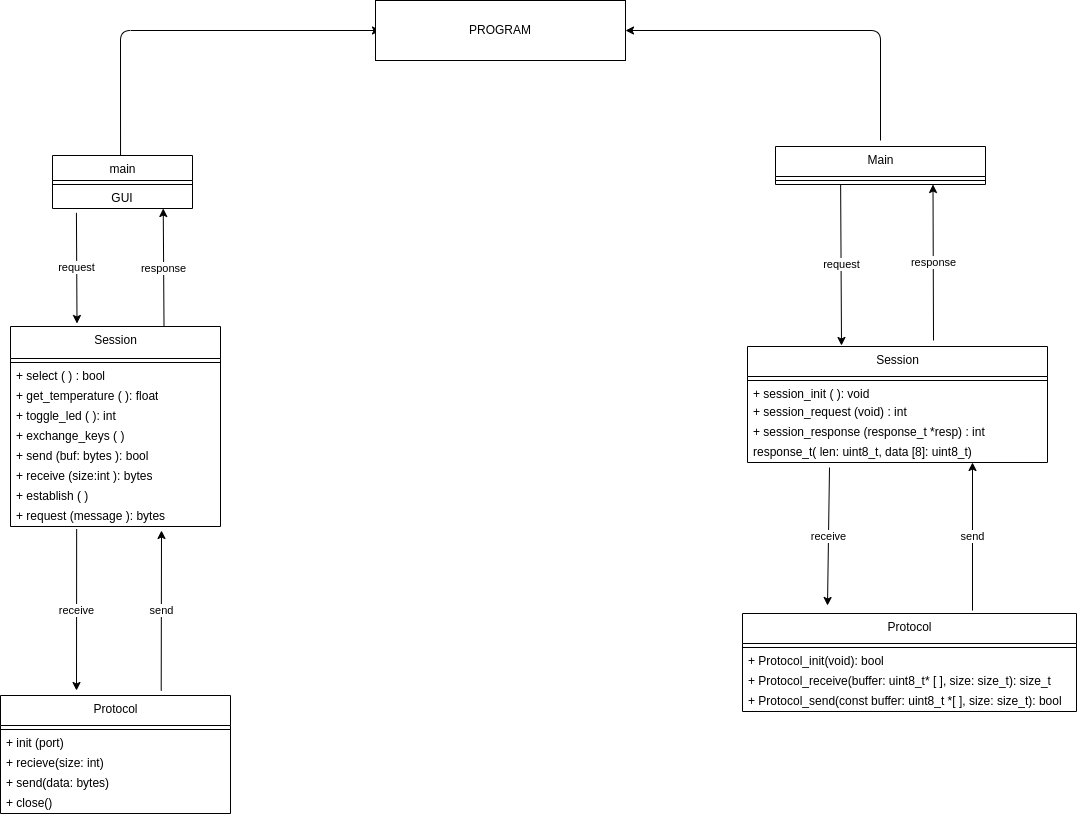 PROGRAM
main
GUI
request
response
Session
+ select ( ) : bool
+ get_temperature ( ): float
+ toggle_led ( ): int
+ exchange_keys ( )
+ send (buf: bytes ): bool
+ receive (size:int ): bytes
+ establish ( )
+ request (message ): bytes
receive
send
Protocol
+ init (port)
+ recieve(size: int)
+ send(data: bytes)
+ close()
Main
request
response
Session
+ session_init ( ): void
+ session_request (void) : int
+ session_response (response_t *resp) : int
response_t( len: uint8_t, data [8]: uint8_t)
receive
send
Protocol
+ Protocol_init(void): bool
+ Protocol_receive(buffer: uint8_t* [ ], size: size_t): size_t
+ Protocol_send(const buffer: uint8_t *[ ], size: size_t): bool